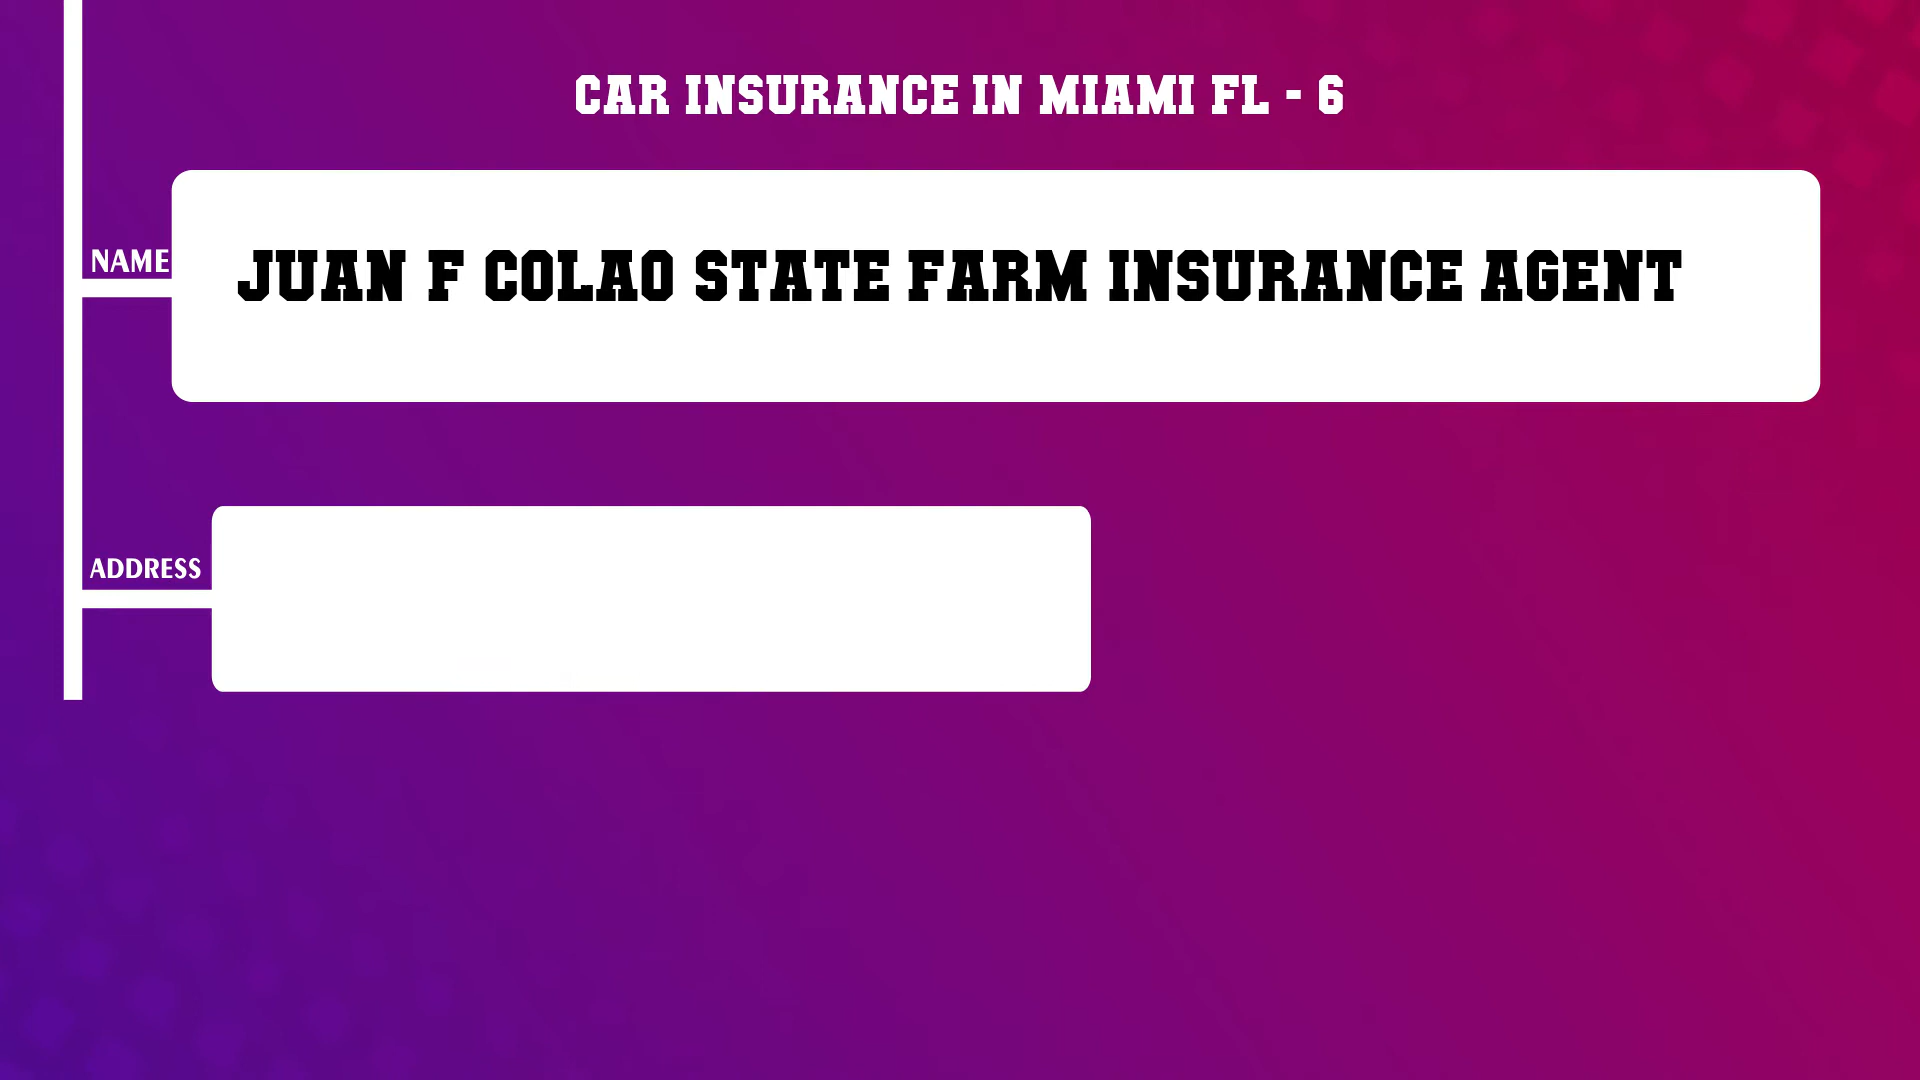 CAR INSURANCE IN MIAMI FL - 6
NAME
JUAN F COLAO STATE FARM INSURANCE AGENT
ADDRESS